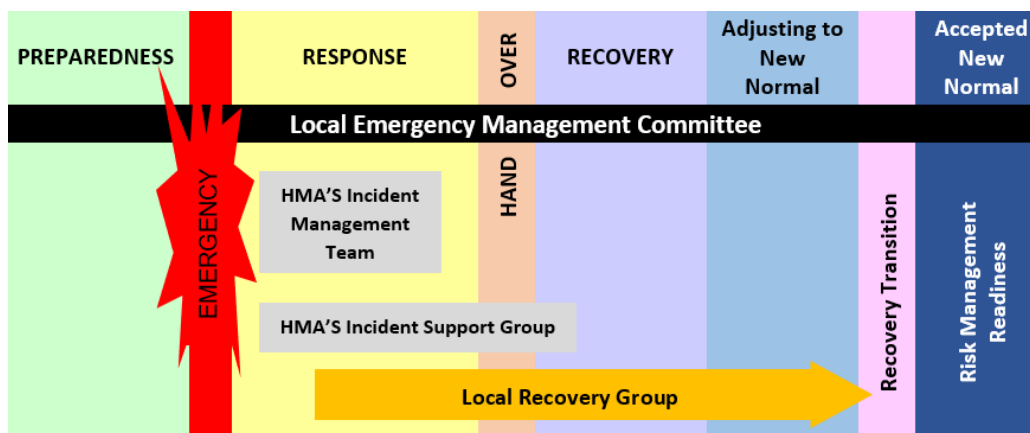 PREPAREDNESS
RESPONSE
HAND OVER
RECOVERY
Adjusting to
New
Normal
Accepted
New
Normal
Local Emergency Management Committee
EMERGENCY
HMA'S Incident
Management
Team
HMA'S Incident Support Group
Local Recovery Group
Recovery Transition
Risk Management
Readiness